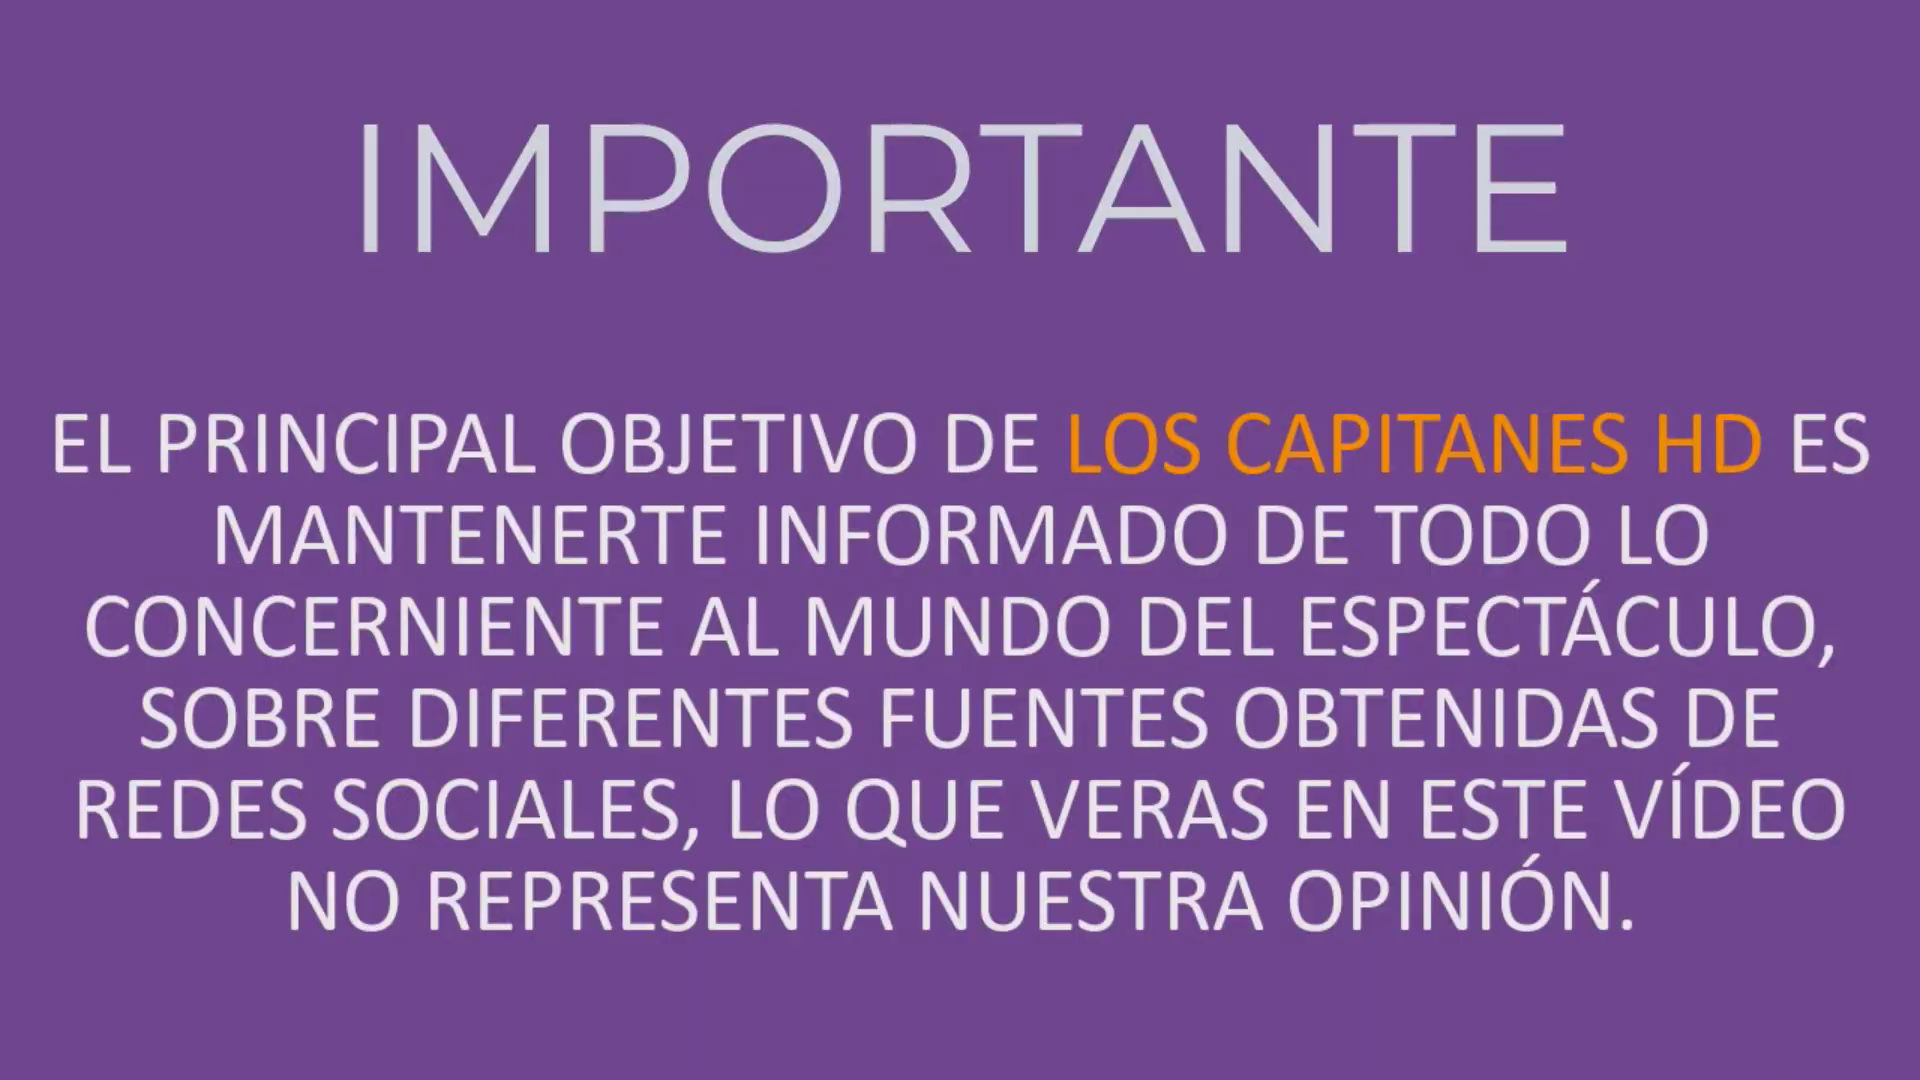 IMPORTANTE
EL PRINCIPAL OBJETIVO DE LOS CAPITANES HD ES
MANTENERTE INFORMADO DE TODO LO
CONCERNIENTE AL MUNDO DEL ESPECTÁCULO,
SOBRE DIFERENTES FUENTES OBTENIDAS DE
REDES SOCIALES, LO QUE VERAS EN ESTE VÍDEO
NO REPRESENTA NUESTRA OPINIÓN.